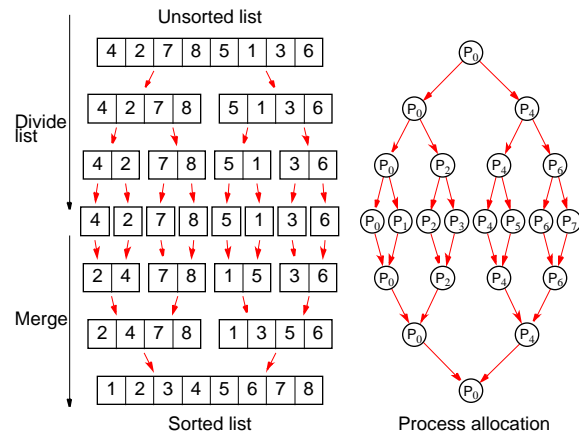 Unsorted list
4 2 7 8 5 1 3 6
P0
4 2 7 8 5 1 3 6
P0 P4
Divide
list
4 2 7 8 5 1 3 6
P0 P2 P4 P6
4 2 7 8 5 1 3 6
P0 P1 P2 P3 P4 P5 P6 P7
2 4 7 8 1 5 3 6
P0 P2 P4 P6
Merge
2 4 7 8 1 3 5 6
P0 P4
1 2 3 4 5 6 7 8
P0
Sorted list
Process allocation